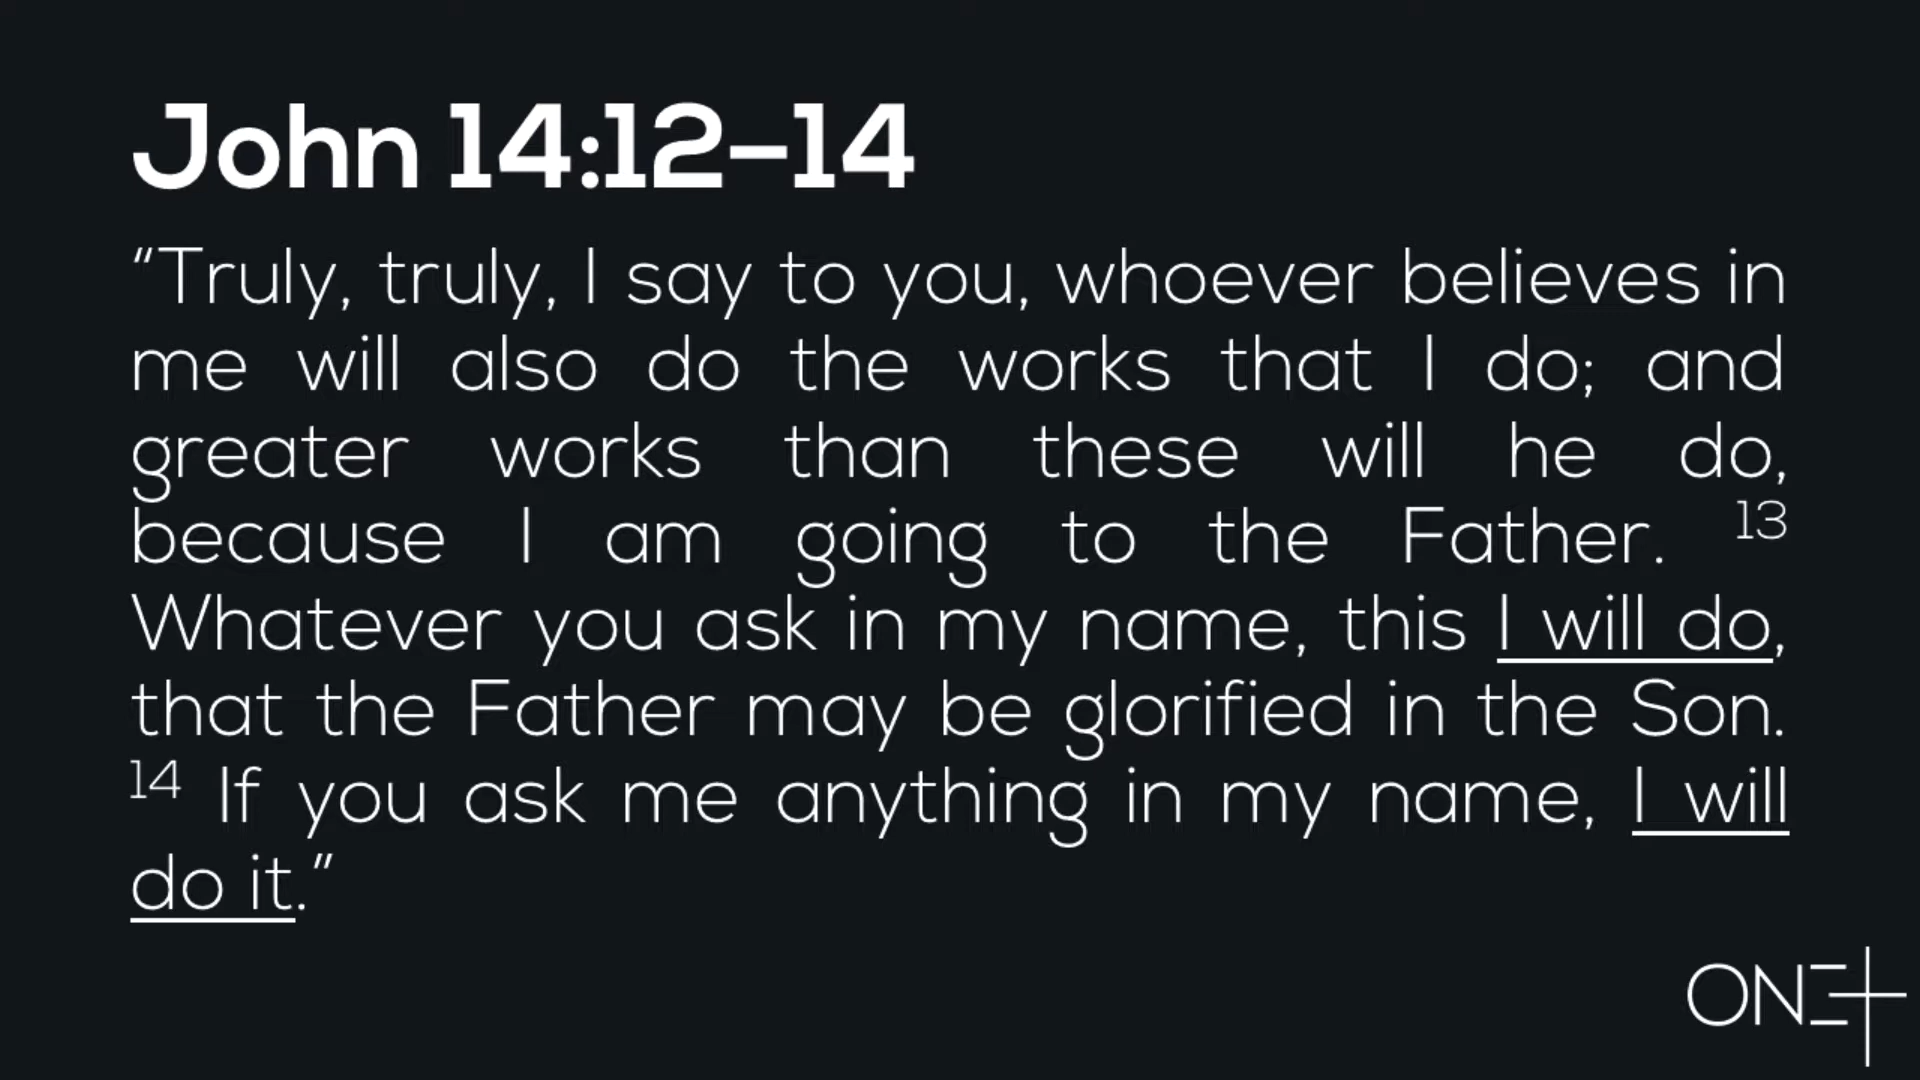 John 14:12–14
“Truly, truly, I say to you, whoever believes in
me will also do the works that I do; and
greater works than these will he do,
because I am going to the Father. 13
Whatever you ask in my name, this I will do,
that the Father may be glorified in the Son.
14 If you ask me anything in my name, I will
do it.”
ONE